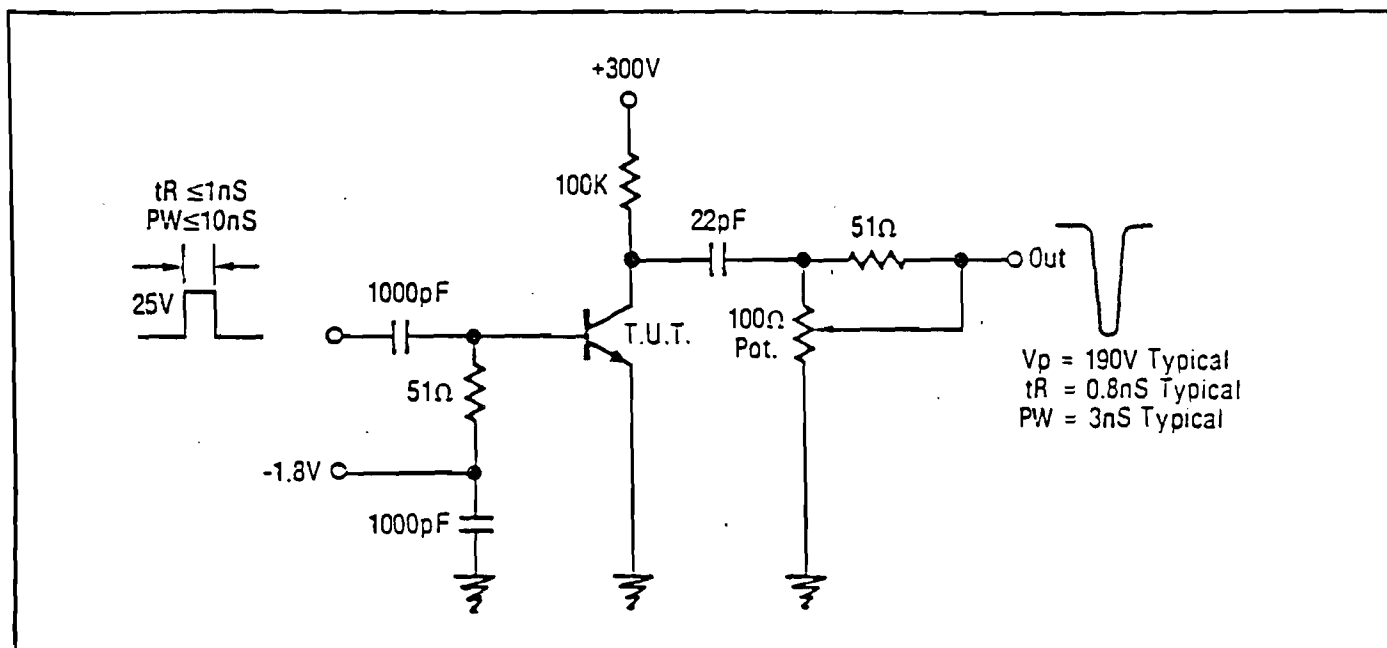 +300V
tR ≤1nS
PW≤10nS
25V
100K
22pF
51Ω
Out
1000pF
T.U.T.
100Ω
Pot.
51Ω
Vp = 190V Typical
tR = 0.8nS Typical
PW = 3nS Typical
-1.8V
1000pF